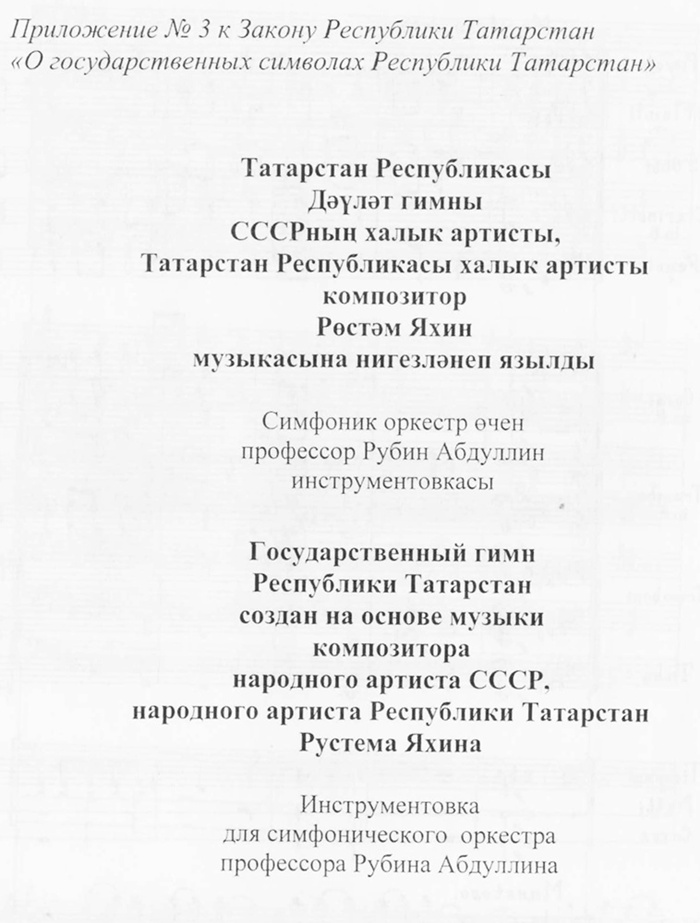 Приложение № 3 к Закону Республики Татарстан
«О государственных символах Республики Татарстан»
Татарстан Республикасы
Дәүләт гимны
СССРның халык артисты,
Татарстан Республикасы халык артисты
композитор
Рөстәм Яхин
музыкасына нигезләнеп язылды
Симфоник оркестр өчен
профессор Рубин Абдуллин
инструментовкасы
Государственный гимн
Республики Татарстан
создан на основе музыки
композитора
народного артиста СССР,
народного артиста Республики Татарстан
Рустема Яхина
Инструментовка
для симфонического оркестра
профессора Рубина Абдуллина